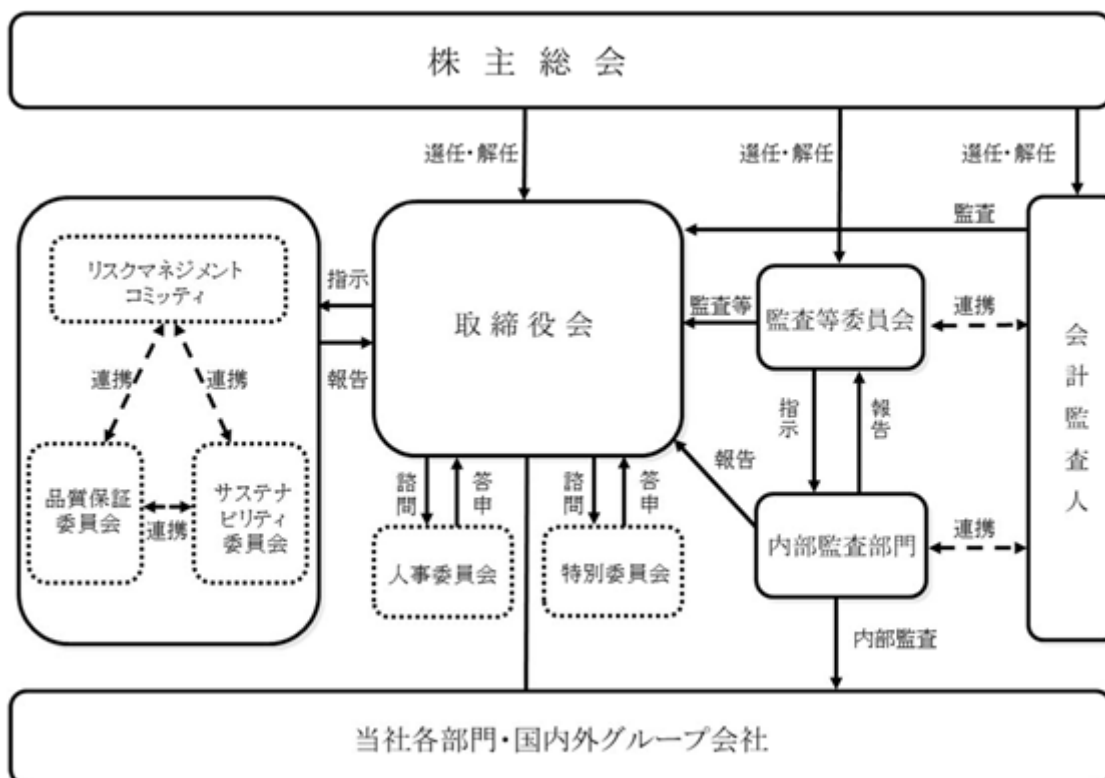 株主総会
選任・解任
選任・解任
選任・解任
監査
リスクマネジメント
コミッティ
指示
取締役会
監査等
監査等委員会
連携
会計監査人
連携
連携
報告
指示
報告
品質保証
委員会
連携
サステナ
ビリティ
委員会
諮問
答申
諮問
答申
報告
内部監査部門
連携
人事委員会
特別委員会
内部監査
当社各部門・国内外グループ会社